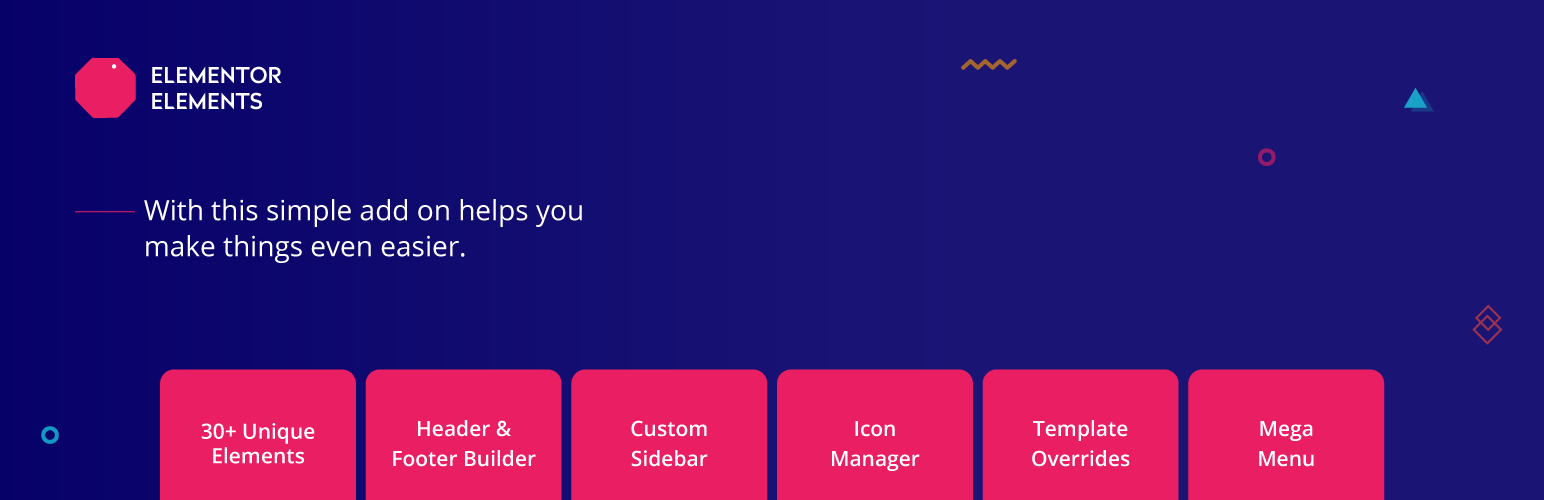 ELEMENTOR
ELEMENTS
With this simple add on helps you
make things even easier.
30+ Unique
Elements
Header &
Footer Builder
Custom
Sidebar
Icon
Manager
Template
Overrides
Mega
Menu